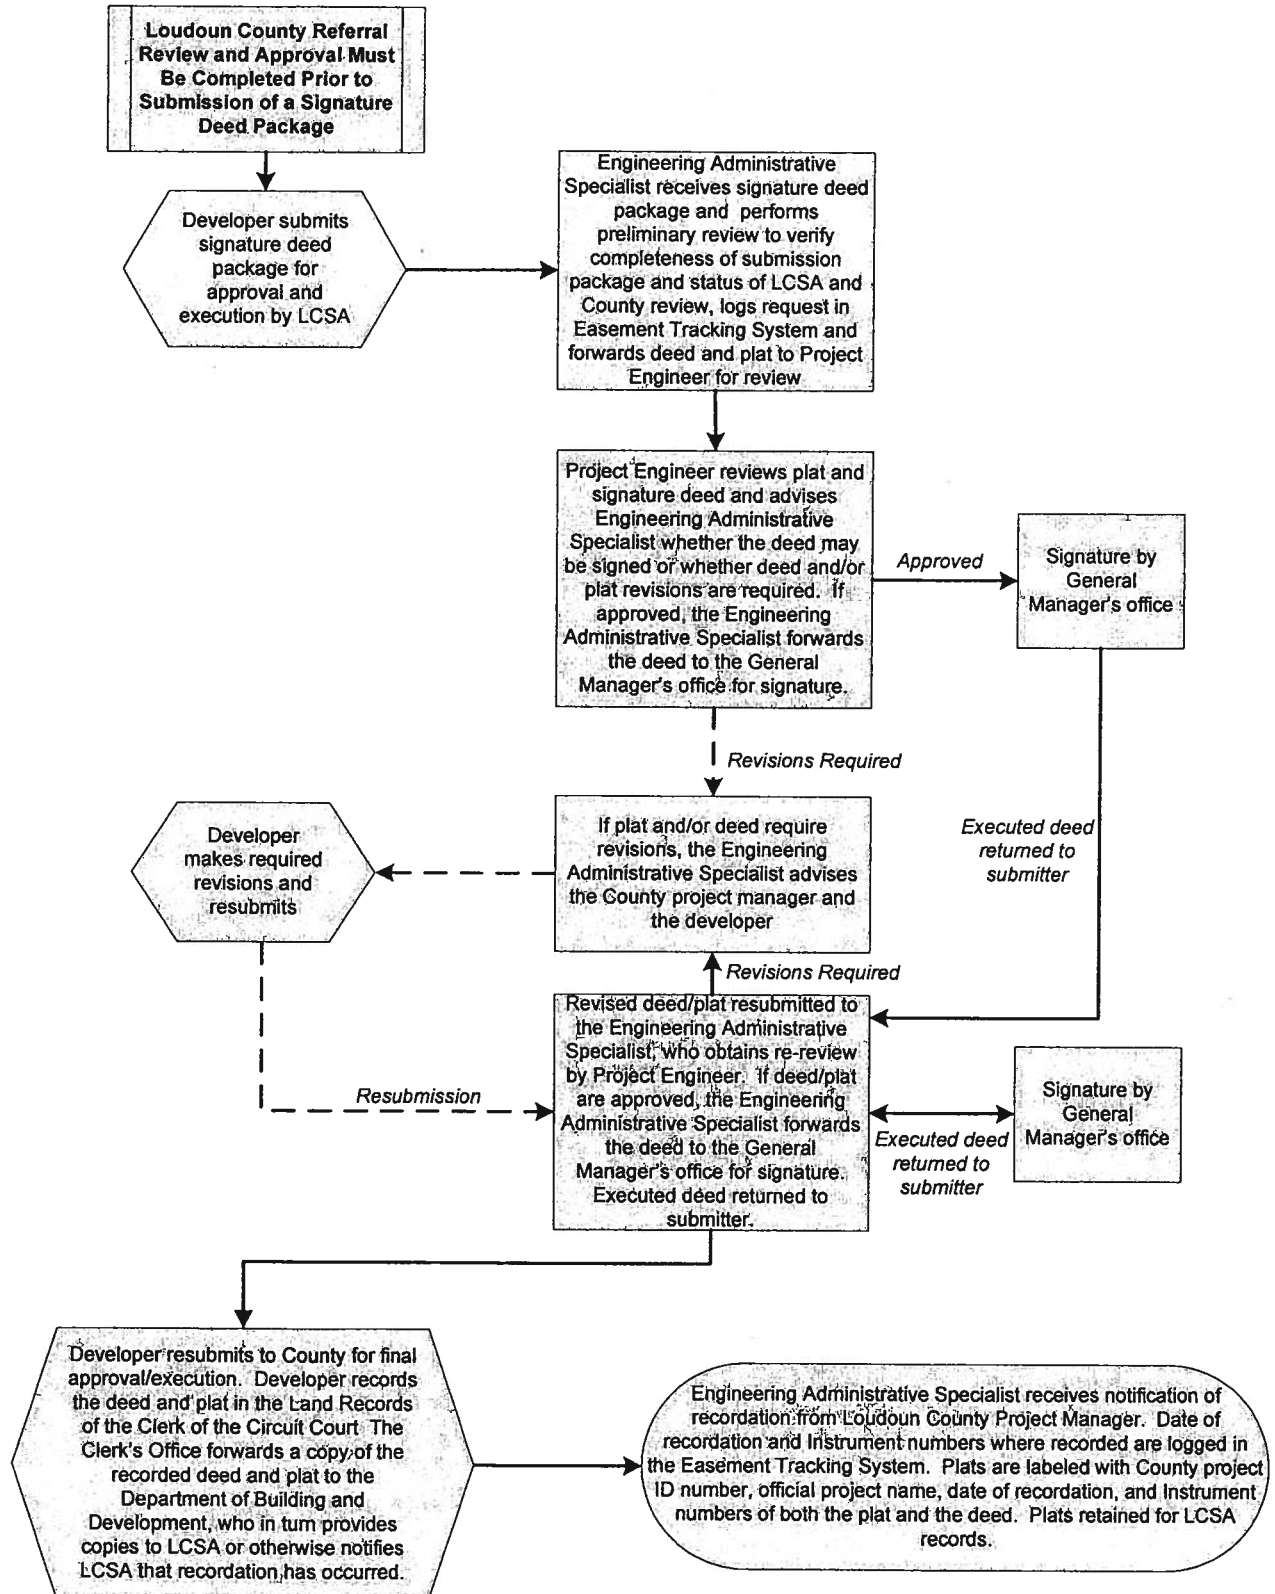 Loudoun County Referral
Review and Approval Must
Be Completed Prior to
Submission of a Signature
Deed Package
Developer submits
signature deed
package for
approval and
execution by LCSA
Engineering Administrative
Specialist receives signature deed
package and performs
preliminary review to verify
completeness of submission
package and status of LCSA and
County review, logs request in
Easement Tracking System and
forwards deed and plat to Project
Engineer for review
Project Engineer reviews plat and
signature deed and advises
Engineering Administrative
Specialist whether the deed may
be signed or whether deed and/or
plat revisions are required. If
approved, the Engineering
Administrative Specialist forwards
the deed to the General
Manager's office for signature.
Approved
Signature by
General
Manager's office
Revisions Required
Executed deed
returned to
submitter
If plat and/or deed require
revisions, the Engineering
Administrative Specialist advises
the County project manager and
the developer
Developer
makes required
revisions and
resubmits
Revisions Required
Resubmission
Revised deed/plat resubmitted to
the Engineering Administrative
Specialist, who obtains re-review
by Project Engineer. If deed/plat
are approved, the Engineering
Administrative Specialist forwards
the deed to the General
Manager's office for signature.
Executed deed returned to
submitter.
Executed deed
returned to
submitter
Signature by
General
Manager's office
Developer resubmits to County for final
approval/execution. Developer records
the deed and plat in the Land Records
of the Clerk of the Circuit Court The
Clerk's Office forwards a copy of the
recorded deed and plat to the
Department of Building and
Development, who in turn provides
copies to LCSA or otherwise notifies
LCSA that recordation has occurred.
Engineering Administrative Specialist receives notification of
recordation from Loudoun County Project Manager. Date of
recordation and Instrument numbers where recorded are logged in
the Easement Tracking System. Plats are labeled with County project
ID number, official project name, date of recordation, and Instrument
numbers of both the plat and the deed. Plats retained for LCSA
records.